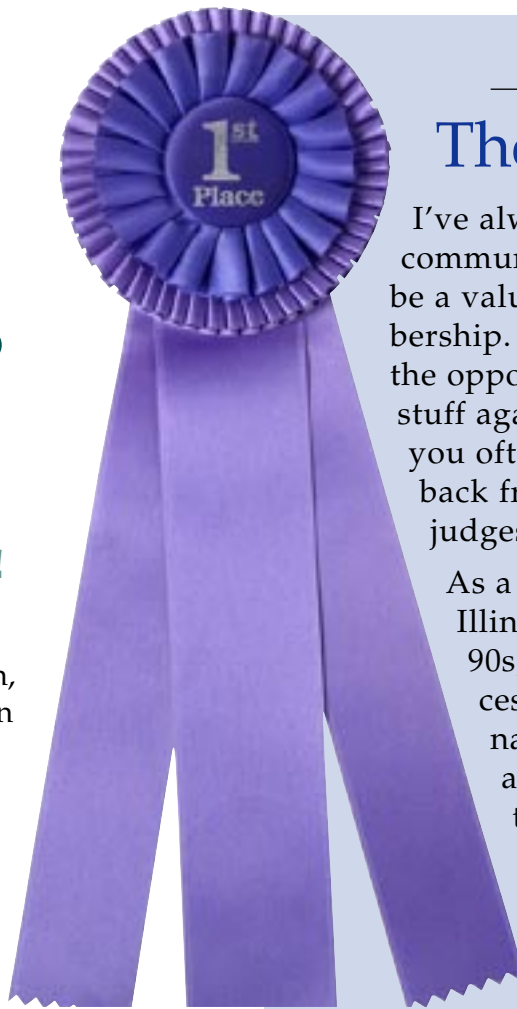 1st
Place
The
I've alw
commun
be a valu
bership.
the oppo
stuff aga
you oft
back fr
judges
As a
Illin
90s
ces
na
a
t
n,
n